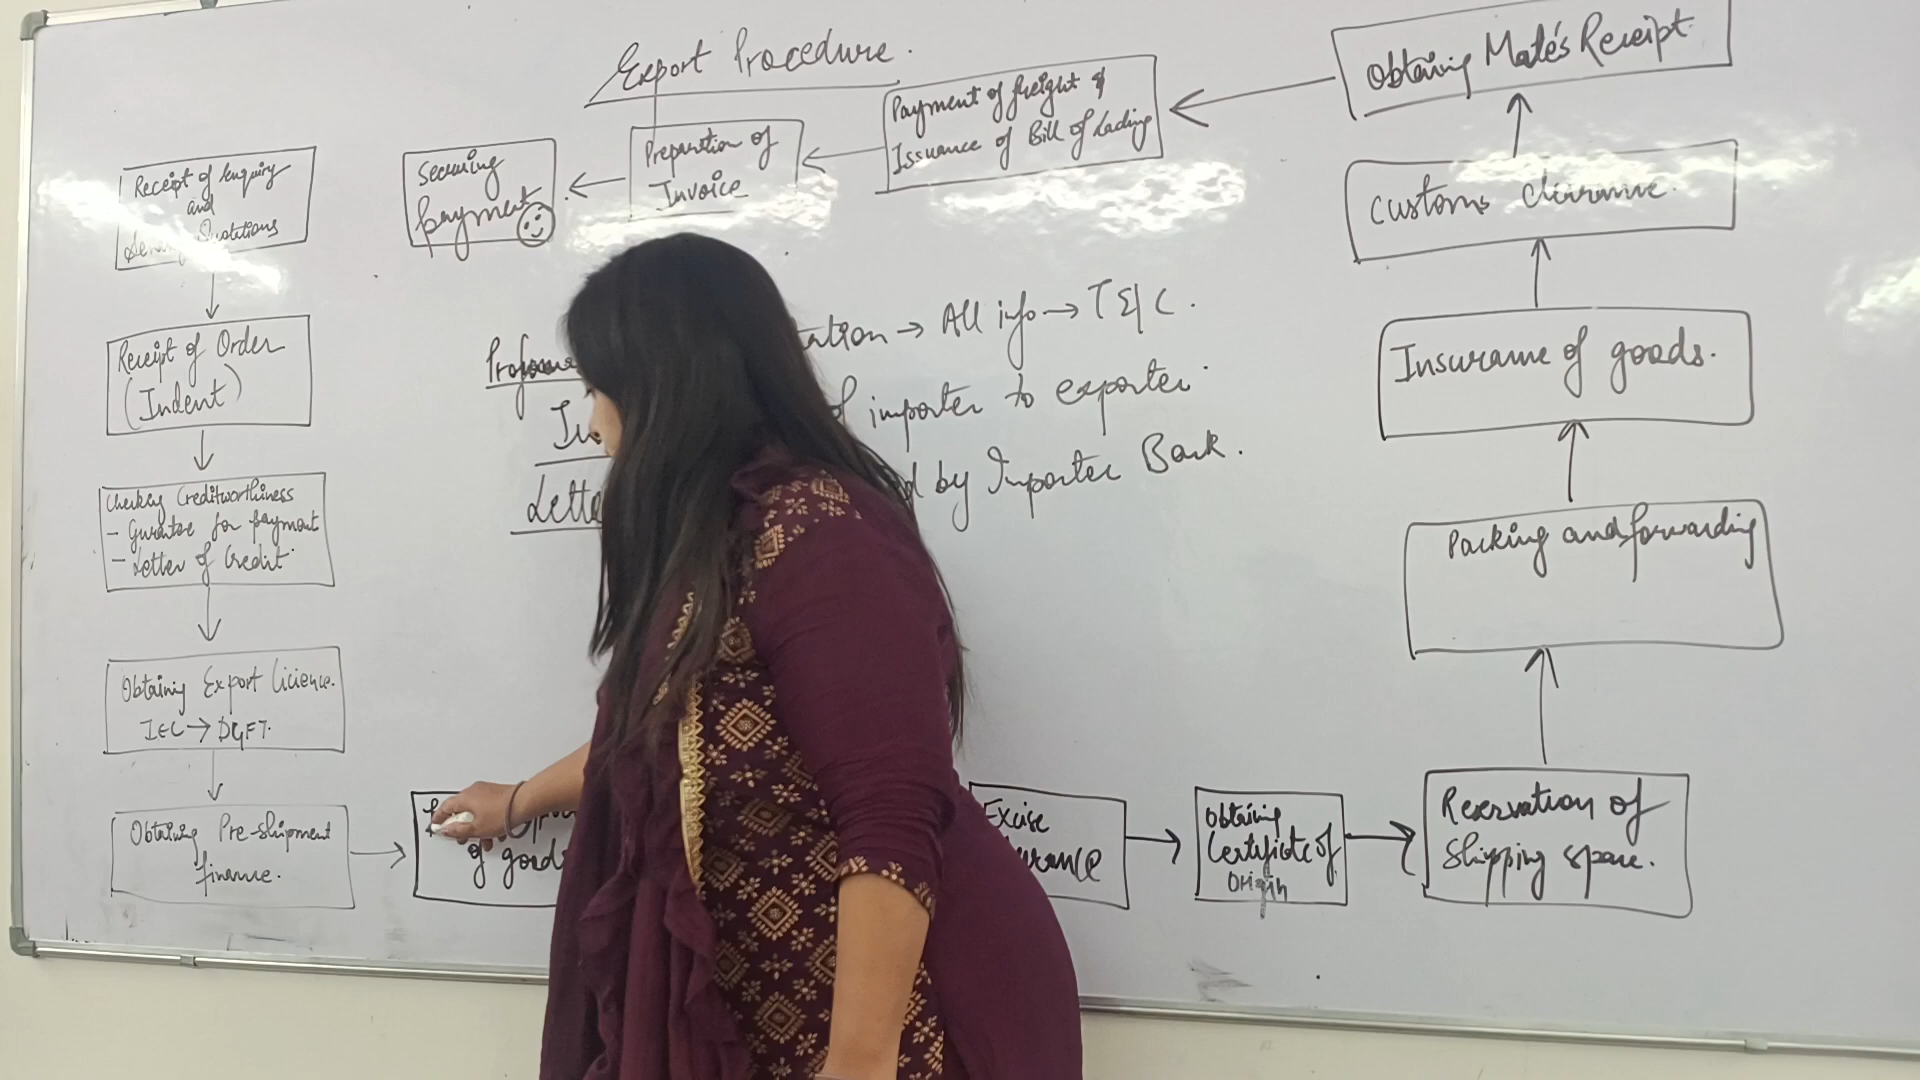 Export Procedure.
Receipt of enquiry
and
Quotations
Receipt of Order
(Indent)
Checking Creditworthiness
- Gurantee for payment
- Letter of Credit.
Obtaining Export Licience.
IEC → DGFT.
Obtaining Pre-Shipment
finance.
of goods
Excise
Obtaining
Certificate of
Origin
Reservation of
Shipping space.
Packing and forwarding
Insurance of goods.
Customs clearance.
Obtaining Mate's Receipt.
Payment of freight &
Issuance of Bill of Lading
Preparation of
Invoice
Securing
payment
→ All info → T & C.
importer to exporter
by Importer Bank.